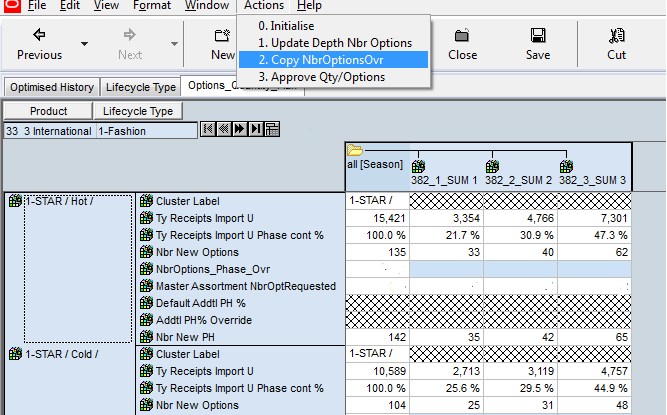 File Edit View Format Window Actions Help
0. Initialise
1. Update Depth Nbr Options
2. Copy NbrOptionsOvr
3. Approve Qty/Options
Previous Next New Close Save Cut
Optimised History Lifecycle Type
Product Lifecycle Type
33 3 International 1-Fashion
all [Season] 382_1_SUM 1 382_2_SUM 2 382_3_SUM 3
1-STAR / Hot / Cluster Label 1-STAR /
Ty Receipts Import U 15,421 3,354 4,766 7,301
Ty Receipts Import U Phase cont % 100.0 % 21.7 % 30.9 % 47.3 %
Nbr New Options 135 33 40 62
NbrOptions_Phase_Ovr
Master Assortment NbrOptRequested
Default Addtl PH %
Addtl PH% Override
Nbr New PH 142 35 42 65
1-STAR / Cold / Cluster Label 1-STAR /
Ty Receipts Import U 10,589 2,713 3,119 4,757
Ty Receipts Import U Phase cont % 100.0 % 25.6 % 29.5 % 44.9 %
Nbr New Options 104 25 31 48